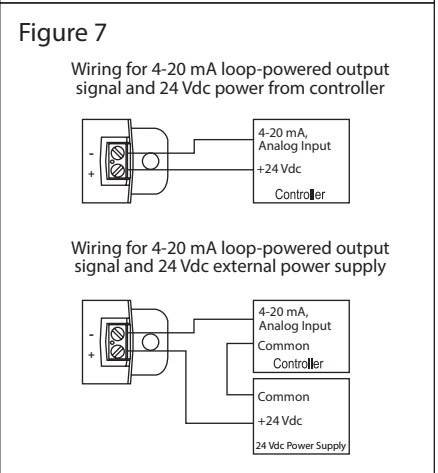 Figure 7
Wiring for 4-20 mA loop-powered output
signal and 24 Vdc power from controller
4-20 mA,
Analog Input
-
+
+24 Vdc
Controller
Wiring for 4-20 mA loop-powered output
signal and 24 Vdc external power supply
4-20 mA,
Analog Input
-
+
Common
Controller
Common
+24 Vdc
24 Vdc Power Supply